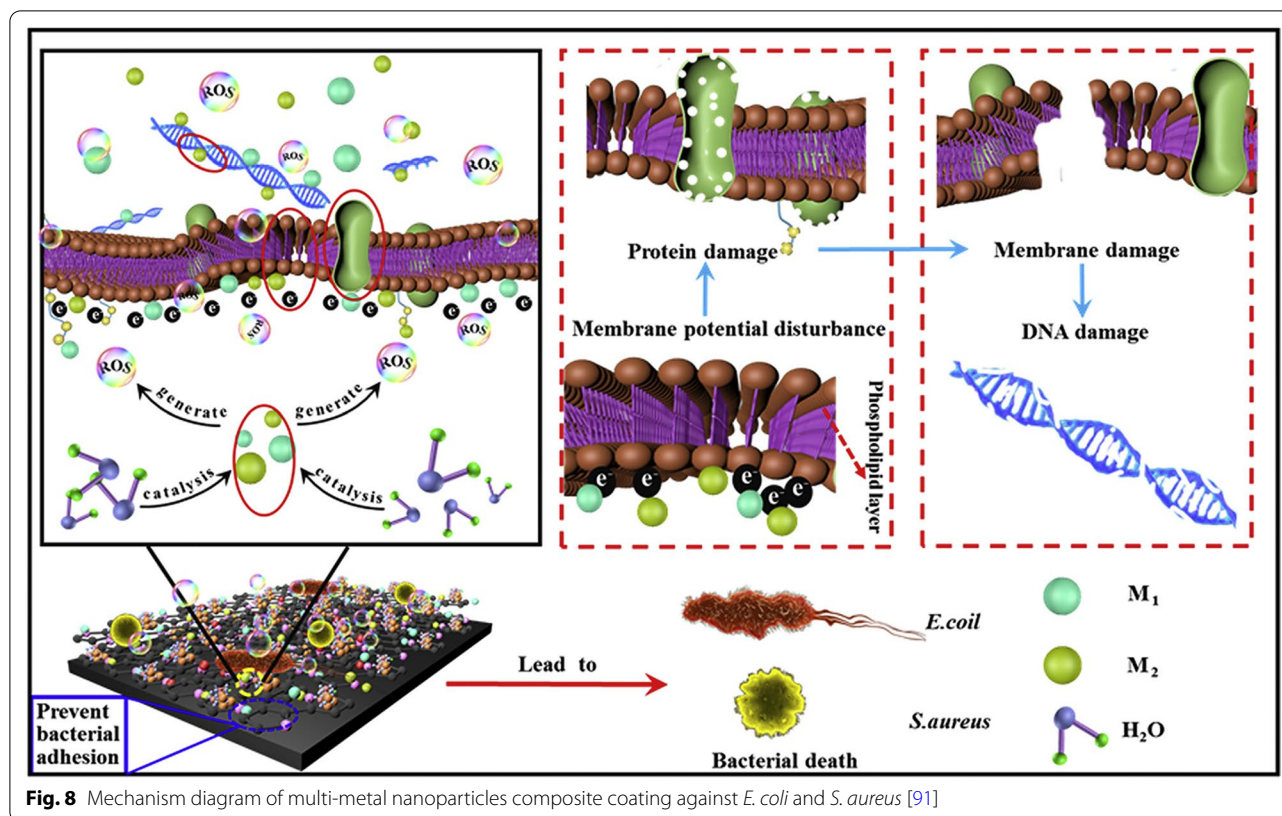 ROS
ROS
ROS
ROS
ROS
ROS
ROS
e⁻
e⁻
e⁻
e⁻
e⁻
e⁻
e⁻
e⁻
e⁻
e⁻
ROS
ROS
generate
generate
catalysis
catalysis
Protein damage
Membrane potential disturbance
Phospholipid layer
e⁻
e⁻
e⁻
e⁻
e⁻
Membrane damage
DNA damage
Prevent
bacterial
adhesion
Lead to
E.coil
S.aureus
Bacterial death
M₁
M₂
H₂O
Fig. 8 Mechanism diagram of multi-metal nanoparticles composite coating against E. coli and S. aureus [91]